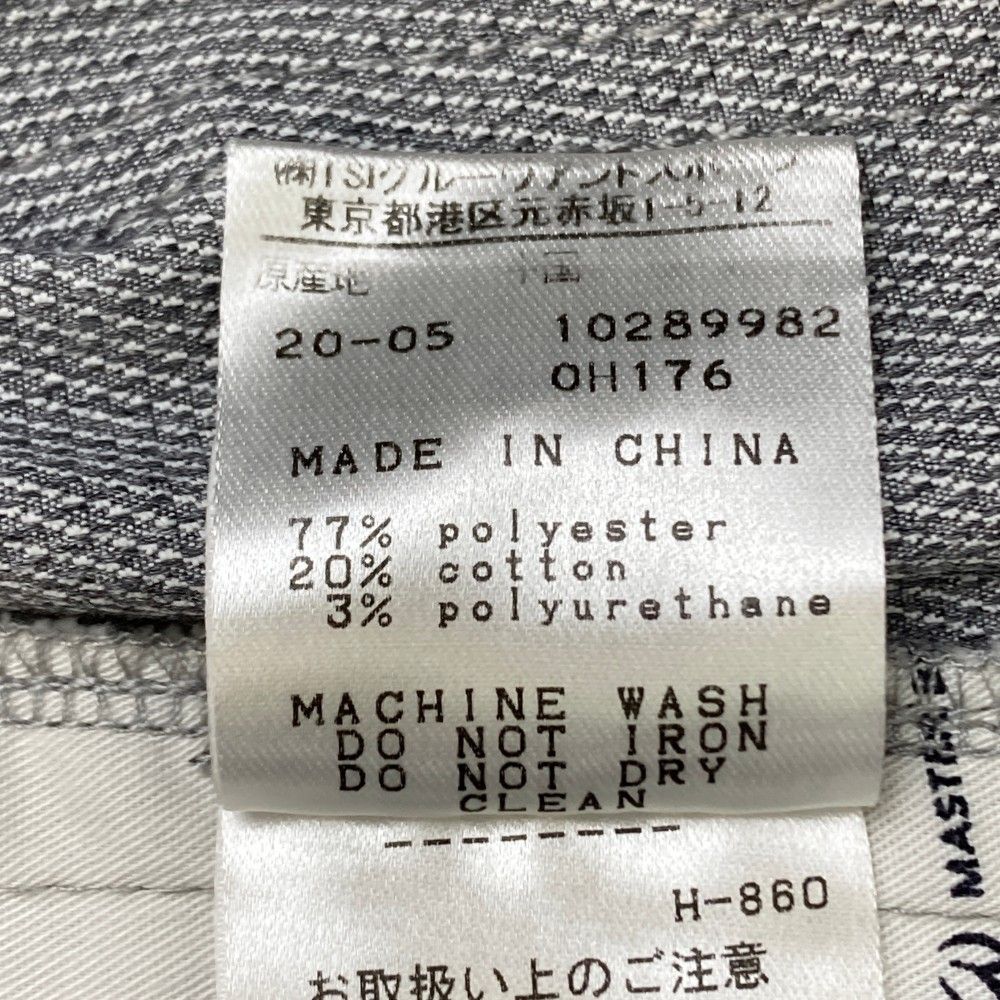 ㈱TSIグルーヴアンドスポーツ
東京都港区元赤坂1-5-12
原産地 中国
20-05 10289982
0H176
MADE IN CHINA
77% polyester
20% cotton
3% polyurethane
MACHINE WASH
DO NOT IRON
DO NOT DRY
CLEAN
--------
H-860
お取扱い上のご注意